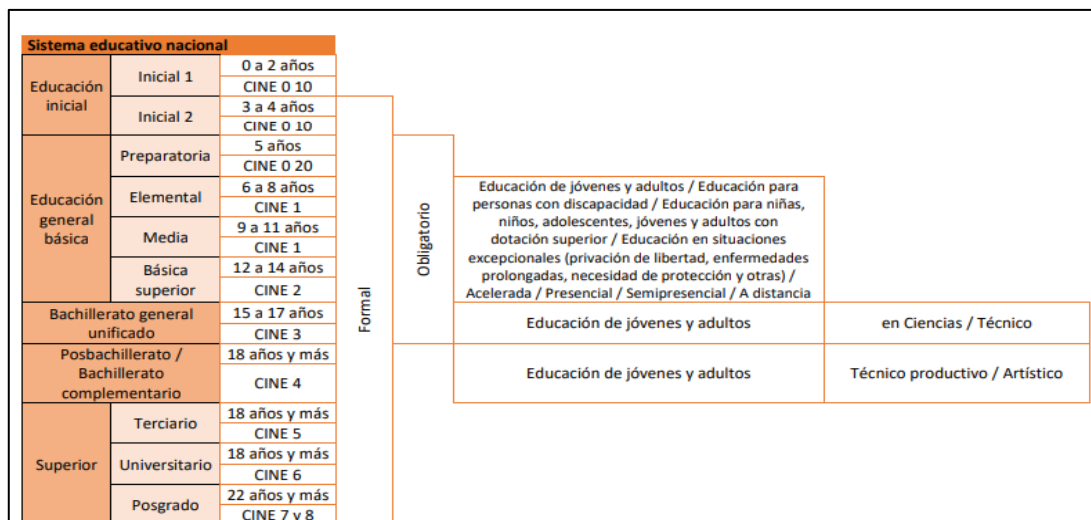 Sistema educativo nacional
Educación
inicial
Inicial 1
0 a 2 años
CINE 0 10
Inicial 2
3 a 4 años
CINE 0 10
Educación
general
básica
Preparatoria
5 años
CINE 0 20
Elemental
6 a 8 años
CINE 1
Media
9 a 11 años
CINE 1
Básica
superior
12 a 14 años
CINE 2
Bachillerato general
unificado
15 a 17 años
CINE 3
Posbachillerato /
Bachillerato
complementario
18 años y más
CINE 4
Superior
Terciario
18 años y más
CINE 5
Universitario
18 años y más
CINE 6
Posgrado
22 años y más
CINE 7 y 8
Formal
Obligatorio
Educación de jóvenes y adultos / Educación para
personas con discapacidad / Educación para niñas,
niños, adolescentes, jóvenes y adultos con
dotación superior / Educación en situaciones
excepcionales (privación de libertad, enfermedades
prolongadas, necesidad de protección y otras) /
Acelerada / Presencial / Semipresencial / A distancia
Educación de jóvenes y adultos
en Ciencias / Técnico
Educación de jóvenes y adultos
Técnico productivo / Artístico